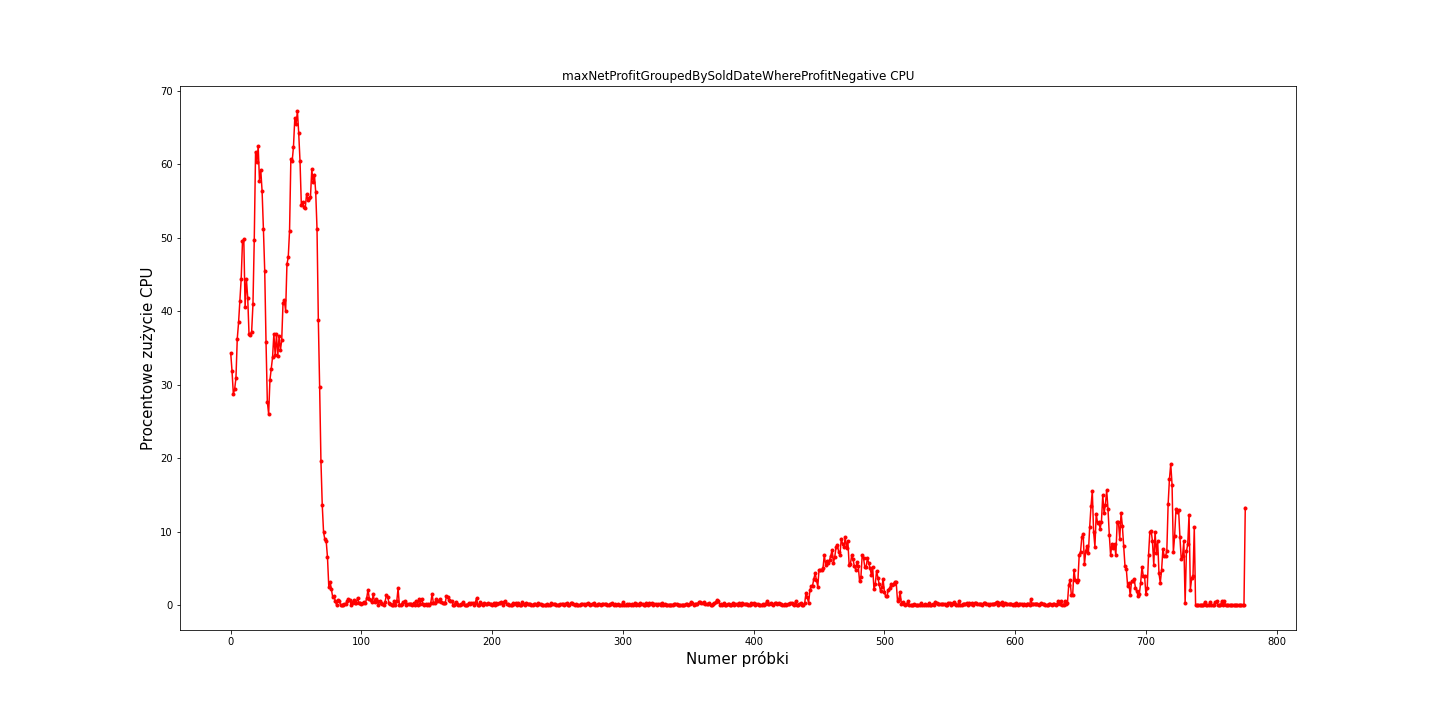 maxNetProfitGroupedBySoldDateWhereProfitNegative CPU
70
60
50
40
30
20
10
0
Procentowe zużycie CPU
0 100 200 300 400 500 600 700 800
Numer próbki